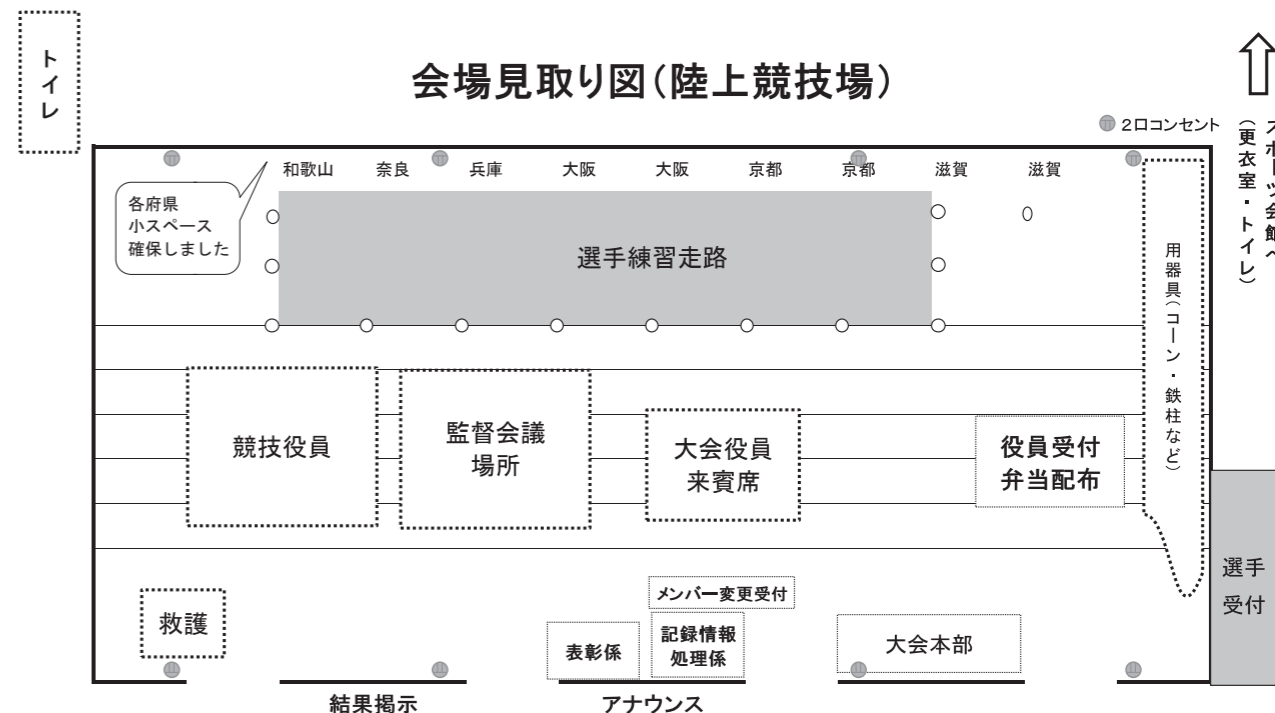 トイレ
会場見取り図(陸上競技場)
2口コンセント
スポーツ会館へ
(更衣室・トイレ)
和歌山 奈良 兵庫 大阪 大阪 京都 京都 滋賀 滋賀
各府県
小スペース
確保しました
選手練習走路
用器具(コーン・鉄柱など)
競技役員
監督会議
場所
大会役員
来賓席
役員受付
弁当配布
選手
受付
救護
メンバー変更受付
表彰係
記録情報
処理係
大会本部
結果掲示
アナウンス